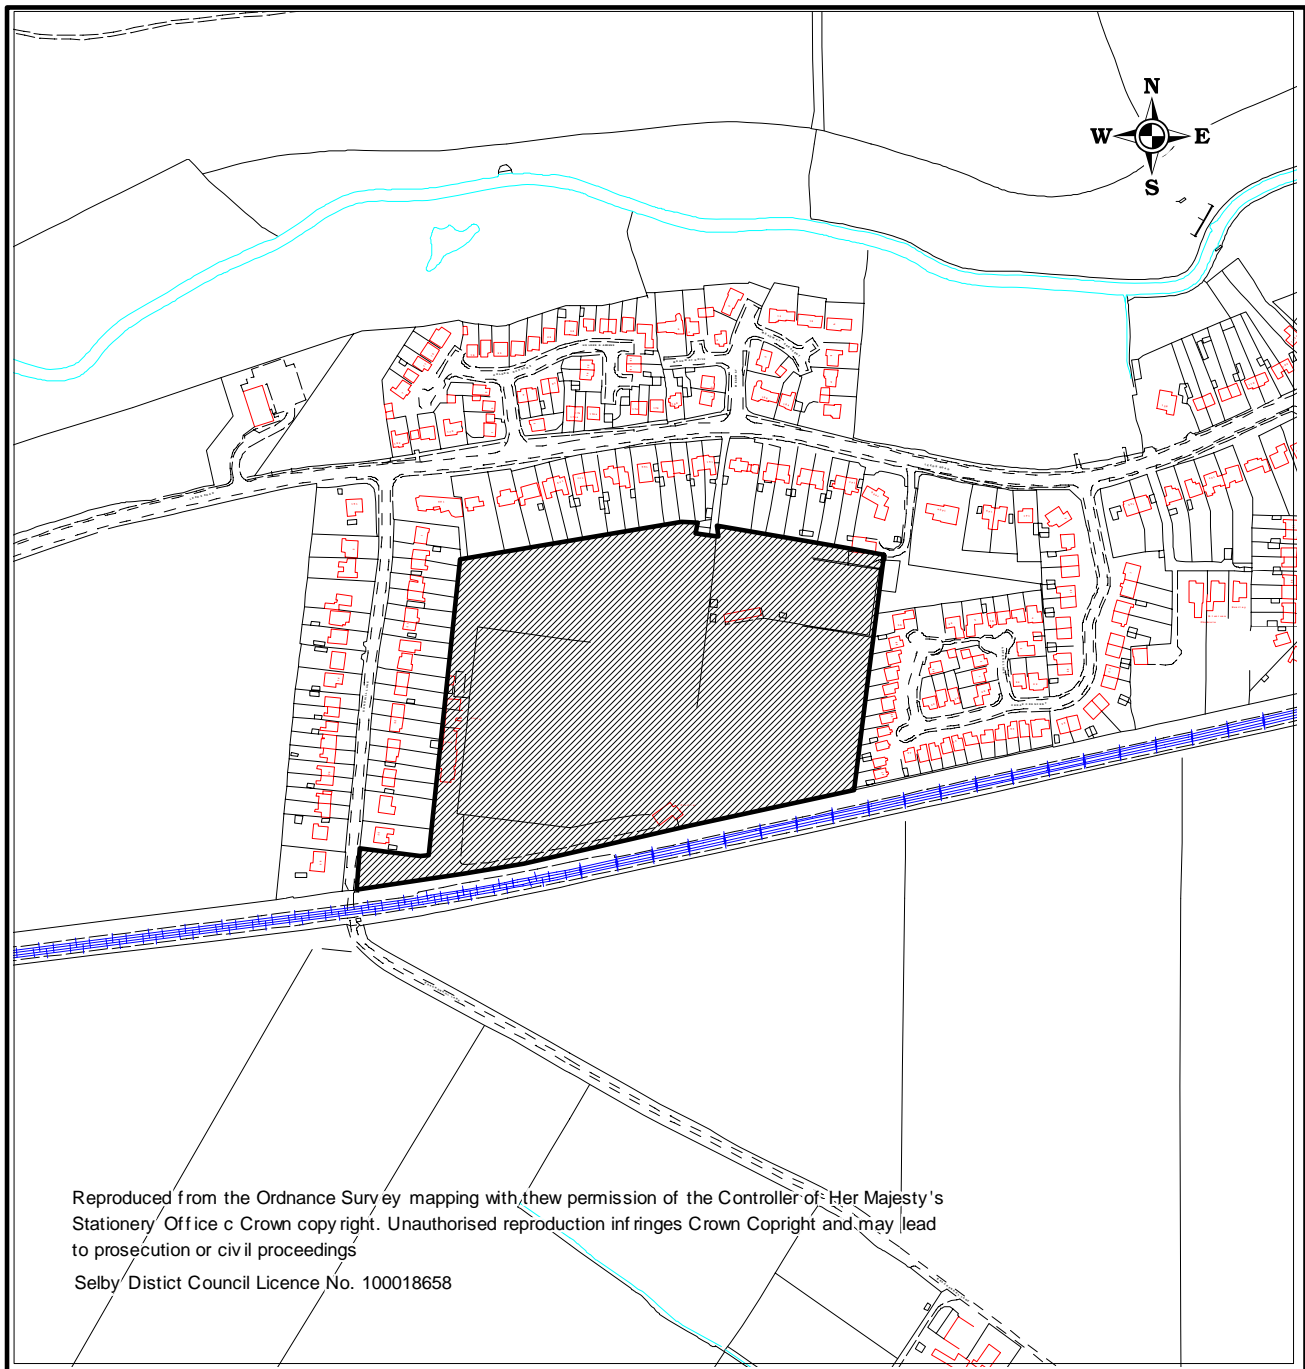 N
W E
S
Reproduced from the Ordnance Survey mapping with thew permission of the Controller of Her Majesty's
Stationery Office c Crown copyright. Unauthorised reproduction infringes Crown Copright and may lead
to prosecution or civil proceedings
Selby Distict Council Licence No. 100018658